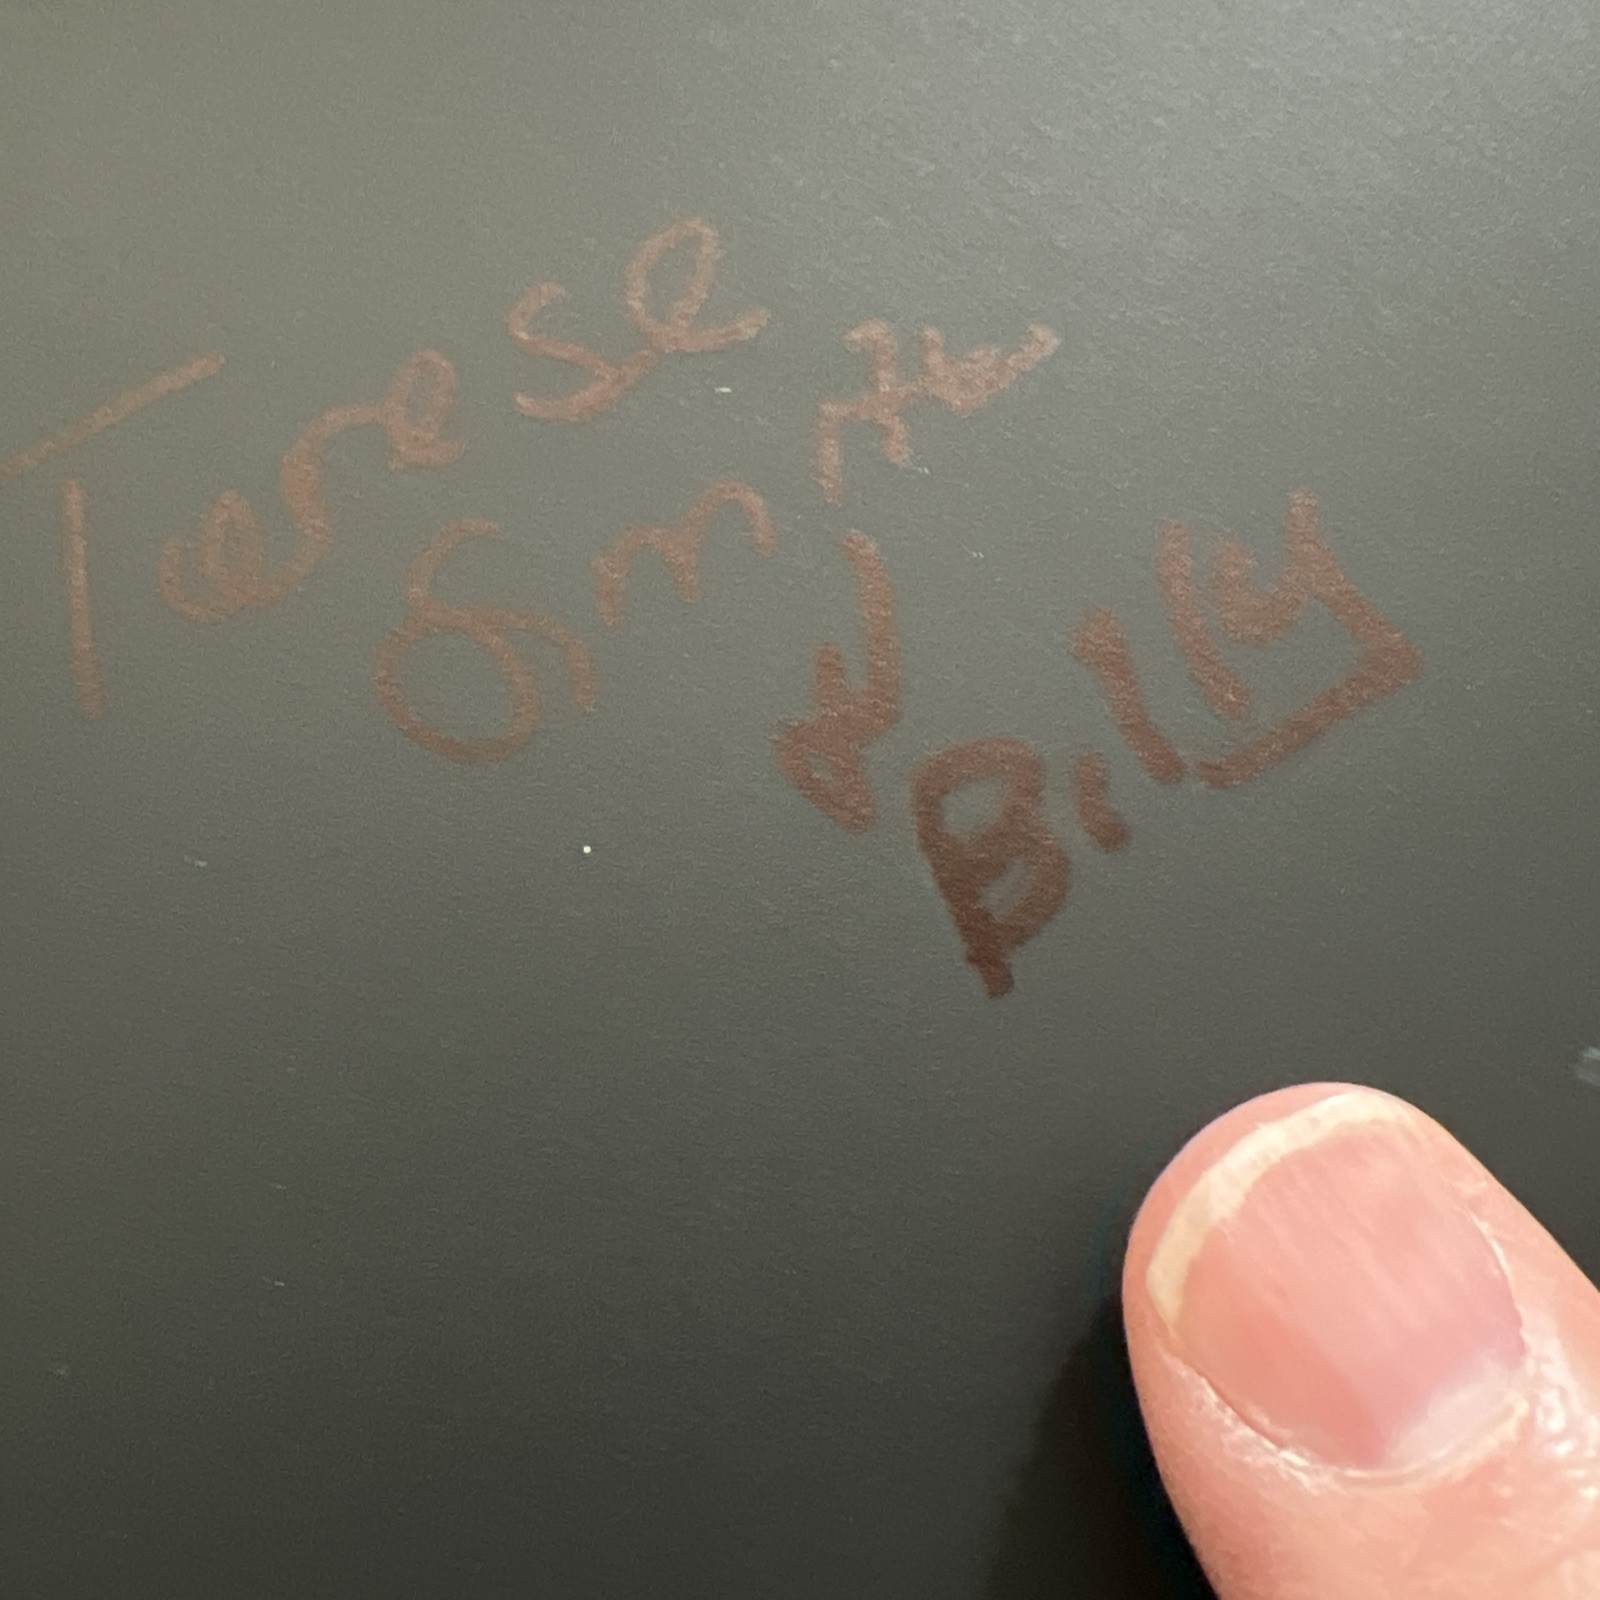 Terese
Smith
& Billy